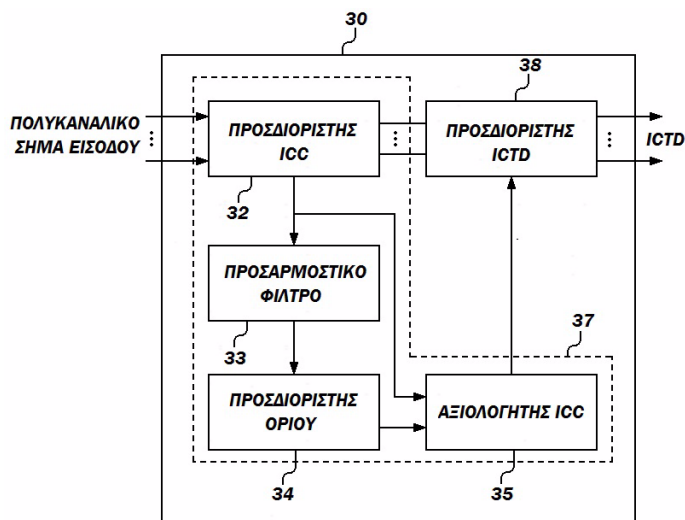 30
38
ΠΟΛΥΚΑΝΑΛΙΚΟ
ΣΗΜΑ ΕΙΣΟΔΟΥ
ΠΡΟΣΔΙΟΡΙΣΤΗΣ
ICC
ΠΡΟΣΔΙΟΡΙΣΤΗΣ
ICTD
ICTD
32
ΠΡΟΣΑΡΜΟΣΤΙΚΟ
ΦΙΛΤΡΟ
33
37
ΠΡΟΣΔΙΟΡΙΣΤΗΣ
ΟΡΙΟΥ
ΑΞΙΟΛΟΓΗΤΗΣ ICC
34
35